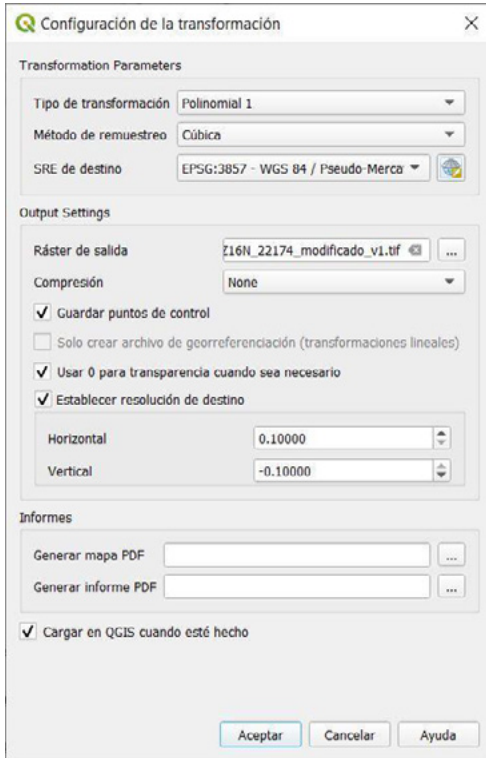 Configuración de la transformación
Transformation Parameters
Tipo de transformación Polinomial 1
Método de remuestreo Cúbica
SRE de destino EPSG:3857 - WGS 84 / Pseudo-Merca
Output Settings
Ráster de salida Z16N_22174_modificado_v1.tif ...
Compresión None
Guardar puntos de control
Solo crear archivo de georreferenciación (transformaciones lineales)
Usar 0 para transparencia cuando sea necesario
Establecer resolución de destino
Horizontal 0.10000
Vertical -0.10000
Informes
Generar mapa PDF ...
Generar informe PDF ...
Cargar en QGIS cuando esté hecho
Aceptar Cancelar Ayuda